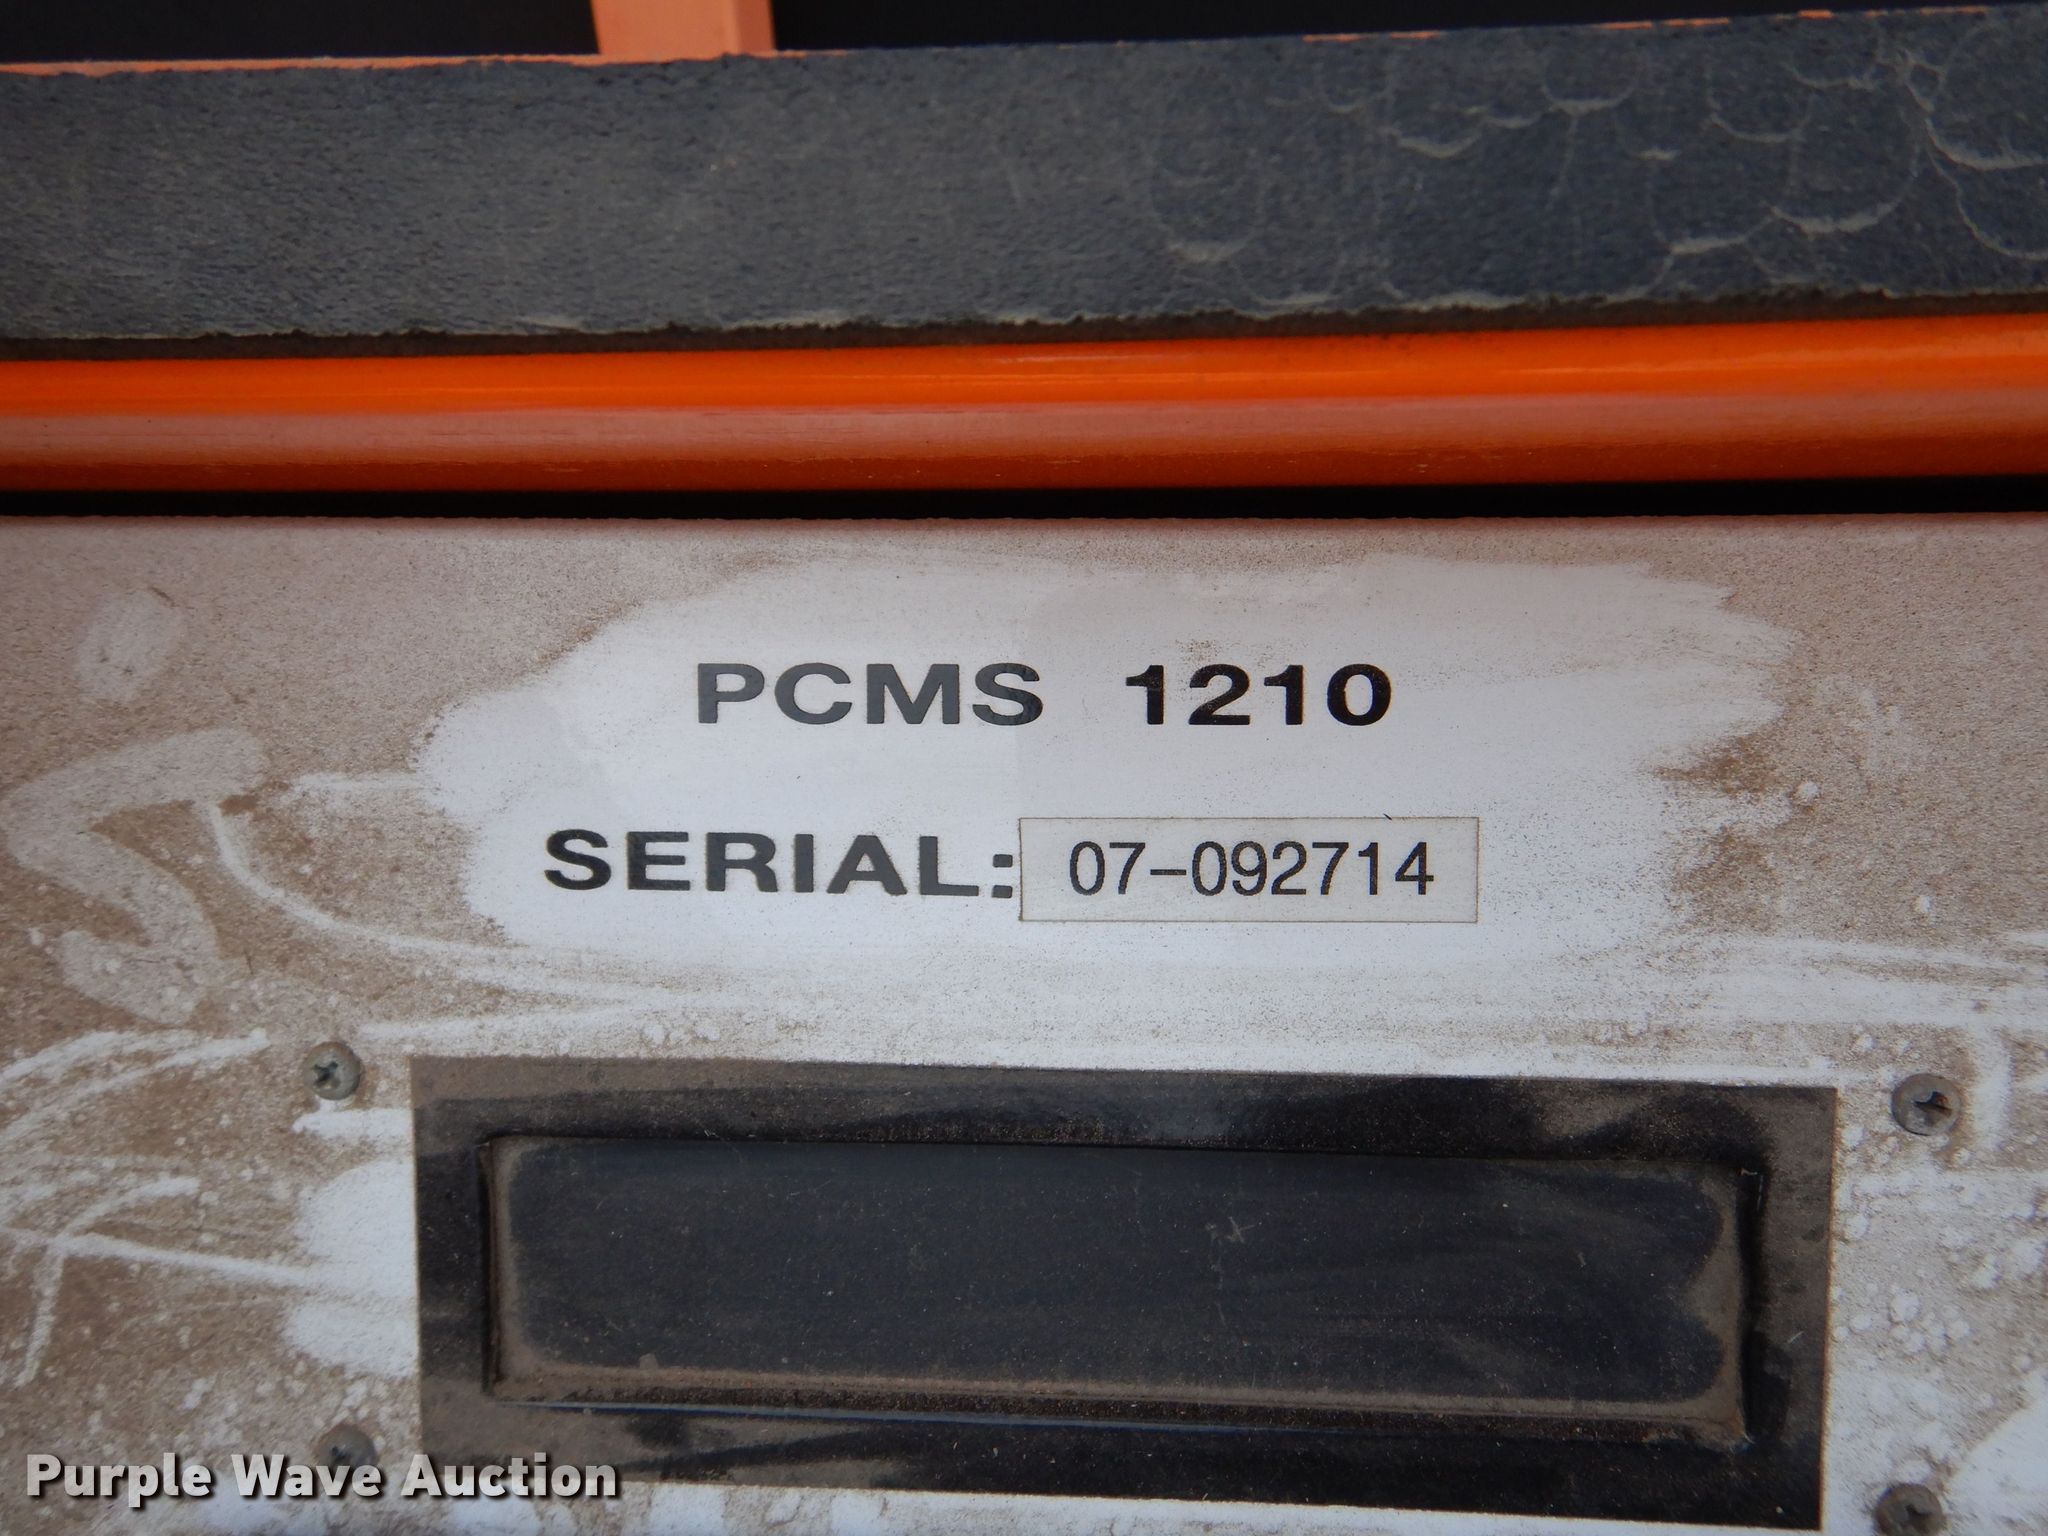 PCMS 1210
SERIAL: 07-092714
Purple Wave Auction